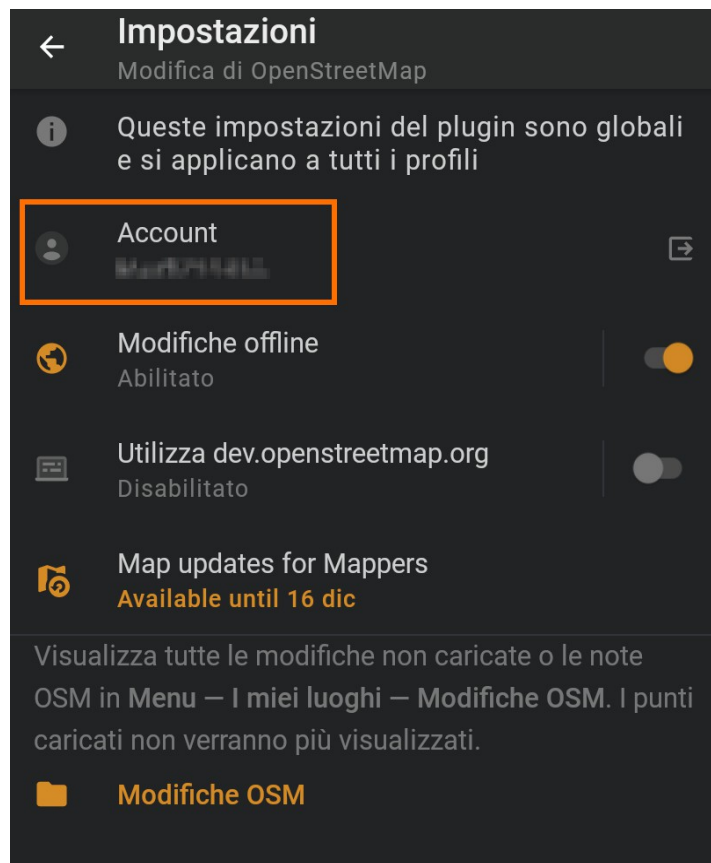 Impostazioni
Modifica di OpenStreetMap
Queste impostazioni del plugin sono globali
e si applicano a tutti i profili
Account
Modifiche offline
Abilitato
Utilizza dev.openstreetmap.org
Disabilitato
Map updates for Mappers
Available until 16 dic
Visualizza tutte le modifiche non caricate o le note
OSM in Menu — I miei luoghi — Modifiche OSM. I punti
caricati non verranno più visualizzati.
Modifiche OSM